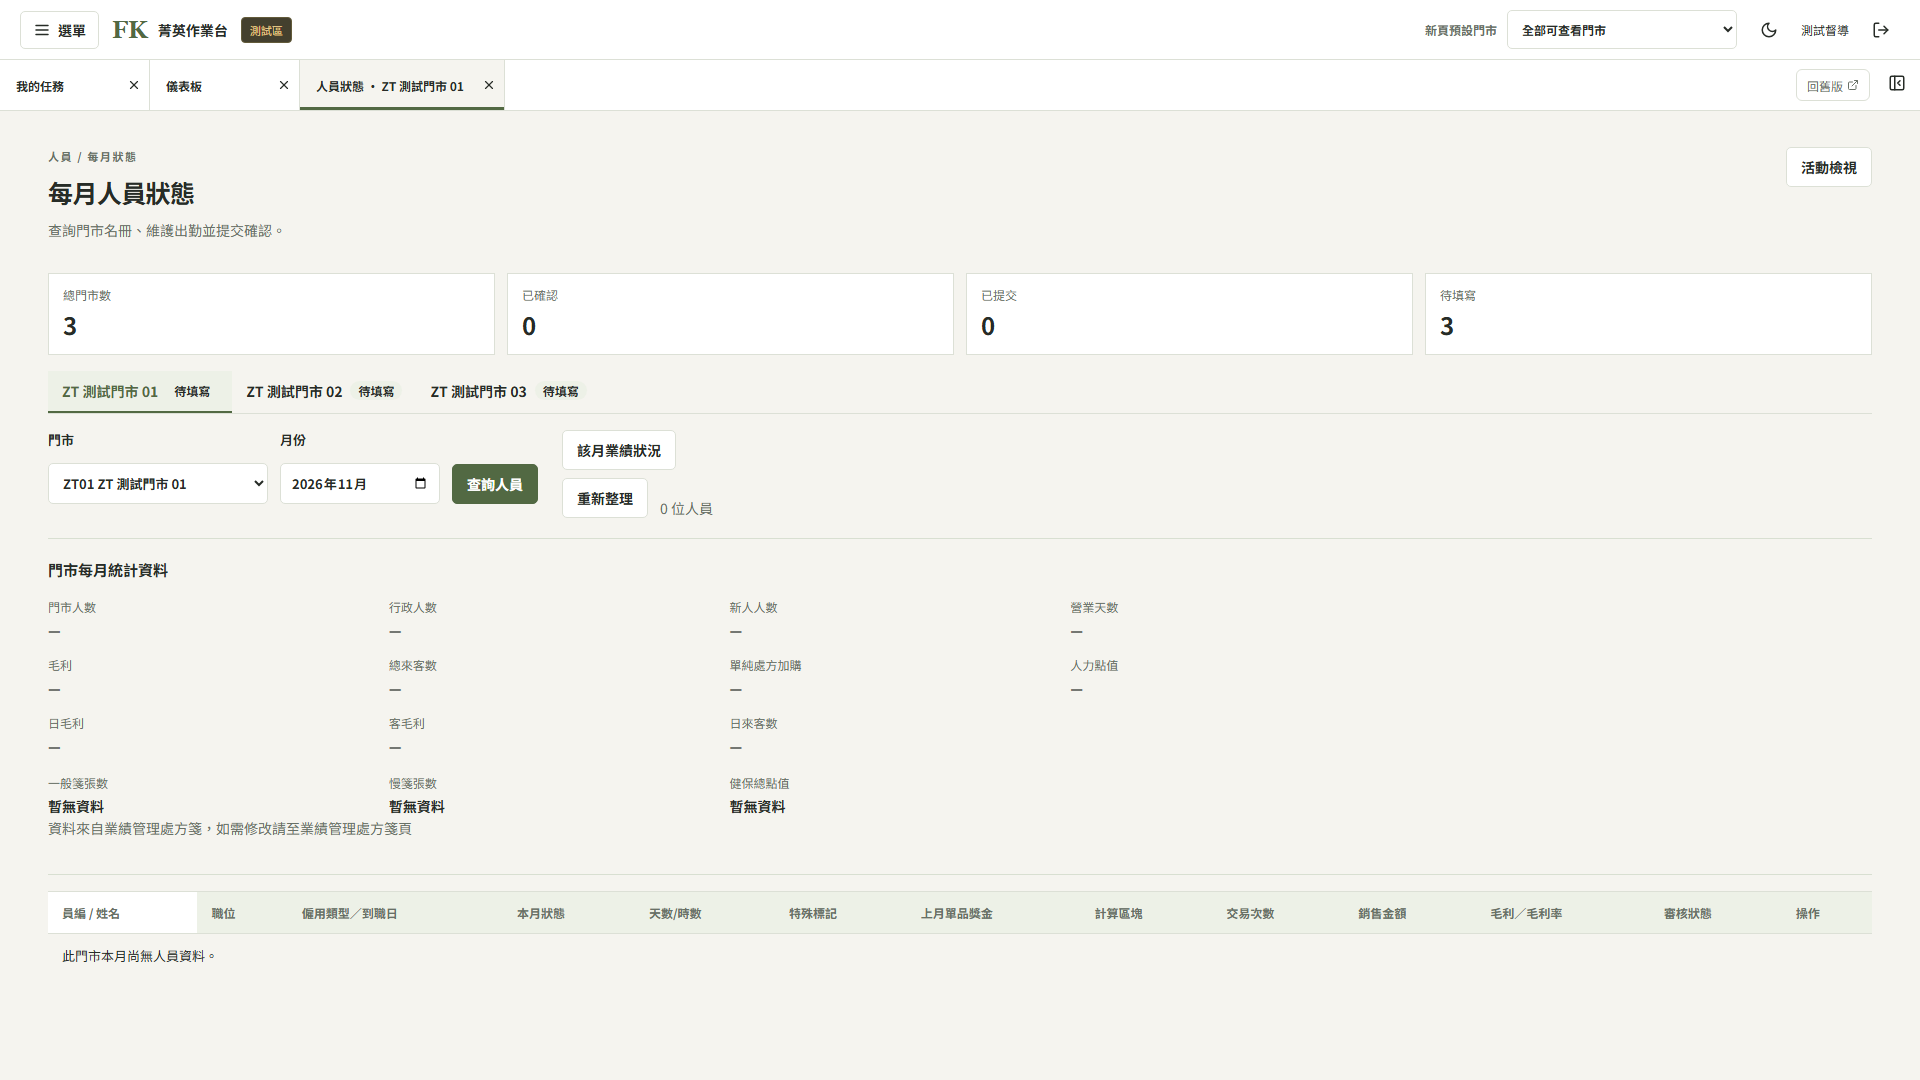 選單
FK 菁英作業台 測試區
新頁預設門市 全部可查看門市 測試督導
我的任務
儀表板
人員狀態 • ZT 測試門市 01
回舊版
人員 / 每月狀態
每月人員狀態
查詢門市名冊、維護出勤並提交確認。
活動檢視
總門市數
3
已確認
0
已提交
0
待填寫
3
ZT 測試門市 01 待填寫
ZT 測試門市 02 待填寫
ZT 測試門市 03 待填寫
門市
ZT01 ZT 測試門市 01
月份
2026年11月
查詢人員
該月業績狀況
重新整理
0 位人員
門市每月統計資料
門市人數
—
行政人數
—
新人人數
—
營業天數
—
毛利
—
總來客數
—
單純處方加購
—
人力點值
—
日毛利
—
客毛利
—
日來客數
—
一般箋張數
暫無資料
慢箋張數
暫無資料
健保總點值
暫無資料
資料來自業績管理處方箋，如需修改請至業績管理處方箋頁
員編 / 姓名 職位 僱用類型／到職日 本月狀態 天數/時數 特殊標記 上月單品獎金 計算區塊 交易次數 銷售金額 毛利／毛利率 審核狀態 操作
此門市本月尚無人員資料。